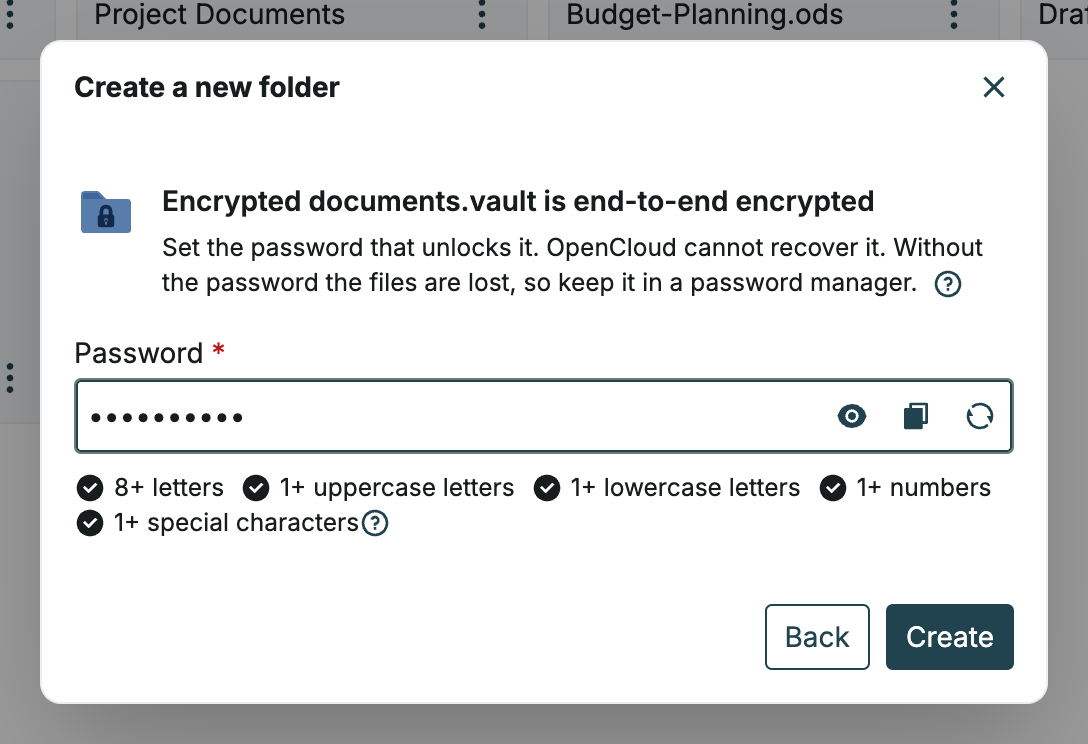 Project Documents
Budget-Planning.ods
Create a new folder
Encrypted documents.vault is end-to-end encrypted
Set the password that unlocks it. OpenCloud cannot recover it. Without
the password the files are lost, so keep it in a password manager.
Password *
8+ letters 1+ uppercase letters 1+ lowercase letters 1+ numbers
1+ special characters
Back Create